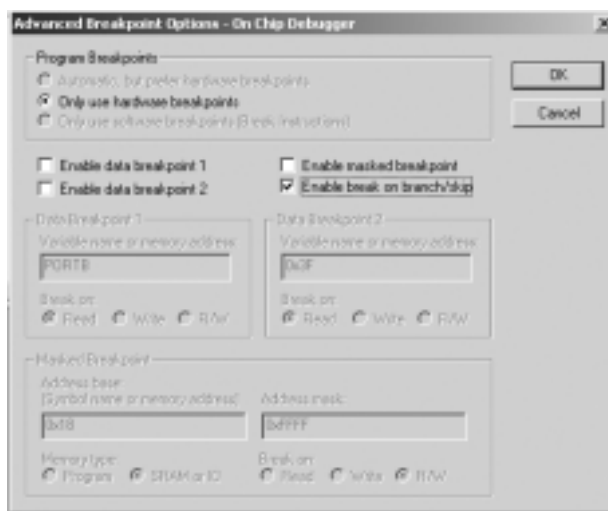 Advanced Breakpoint Options - On Chip Debugger
Program Breakpoints
Automatic, but prefer hardware breakpoints
Only use hardware breakpoints
Only use software breakpoints (Break Instructions)
OK
Cancel
Enable data breakpoint 1
Enable masked breakpoint
Enable data breakpoint 2
Enable break on branch/skip
Data Breakpoint 1
Variable name or memory address:
PORTB
Break on:
Read Write R/W
Data Breakpoint 2
Variable name or memory address:
0x3F
Break on:
Read Write R/W
Masked Breakpoint
Address base:
(Symbol name or memory address)
0x18
Address mask:
0xFFFF
Memory type:
Program SRAM or IO
Break on:
Read Write R/W